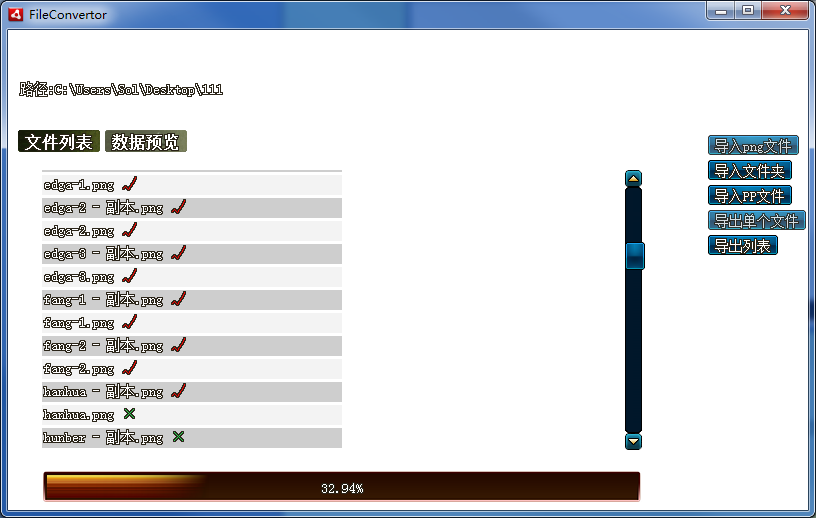 FileConvertor
路径:C:\Users\Sol\Desktop\111
文件列表 数据预览
edga-1.png
edga-2 - 副本.png
edga-2.png
edga-3 - 副本.png
edga-3.png
fang-1 - 副本.png
fang-1.png
fang-2 - 副本.png
fang-2.png
hanhua - 副本.png
hanhua.png
hunber - 副本.png
导入png文件
导入文件夹
导入PP文件
导出单个文件
导出列表
32.94%